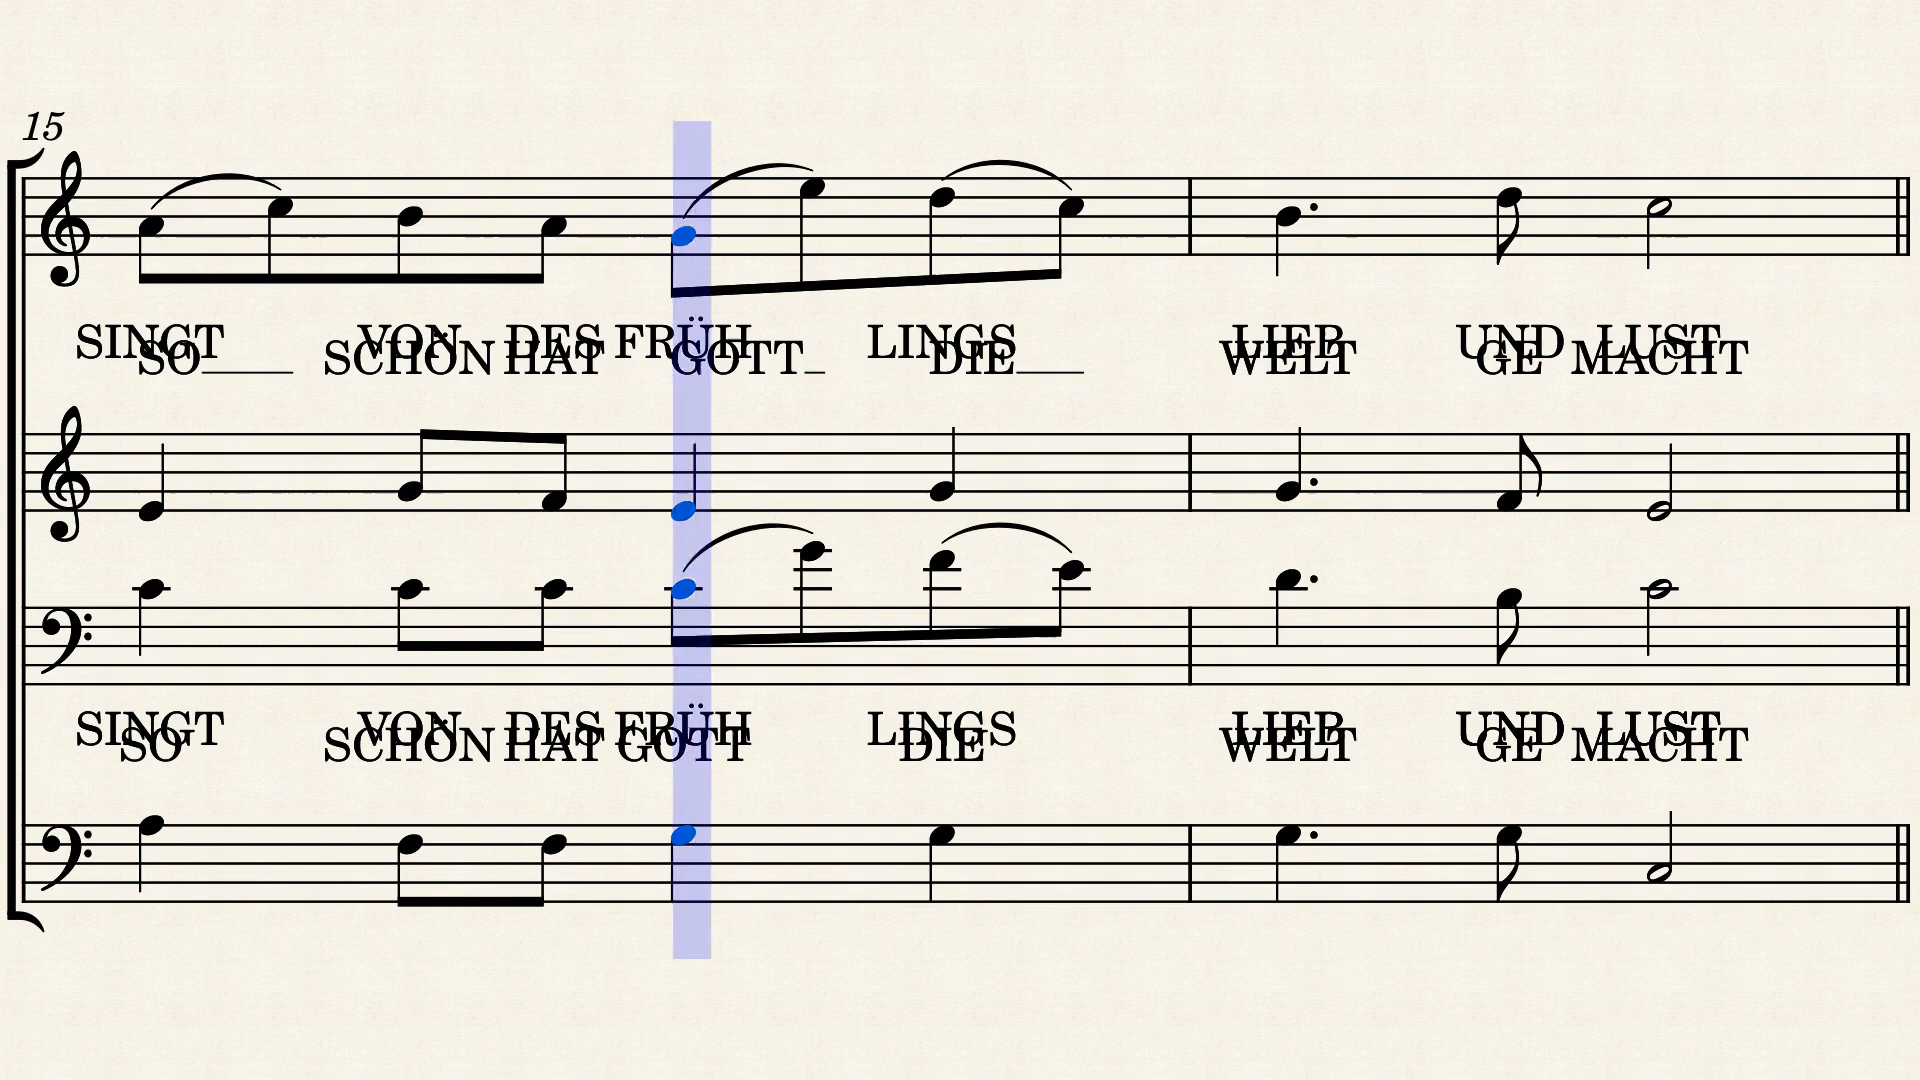 15
SINGT VON DES FRÜH LINGS LIEB UND LUST
SO SCHÖN HAT GOTT DIE WELT GE MACHT
SINGT VON DES FRÜH LINGS LIEB UND LUST
SO SCHÖN HAT GOTT DIE WELT GE MACHT